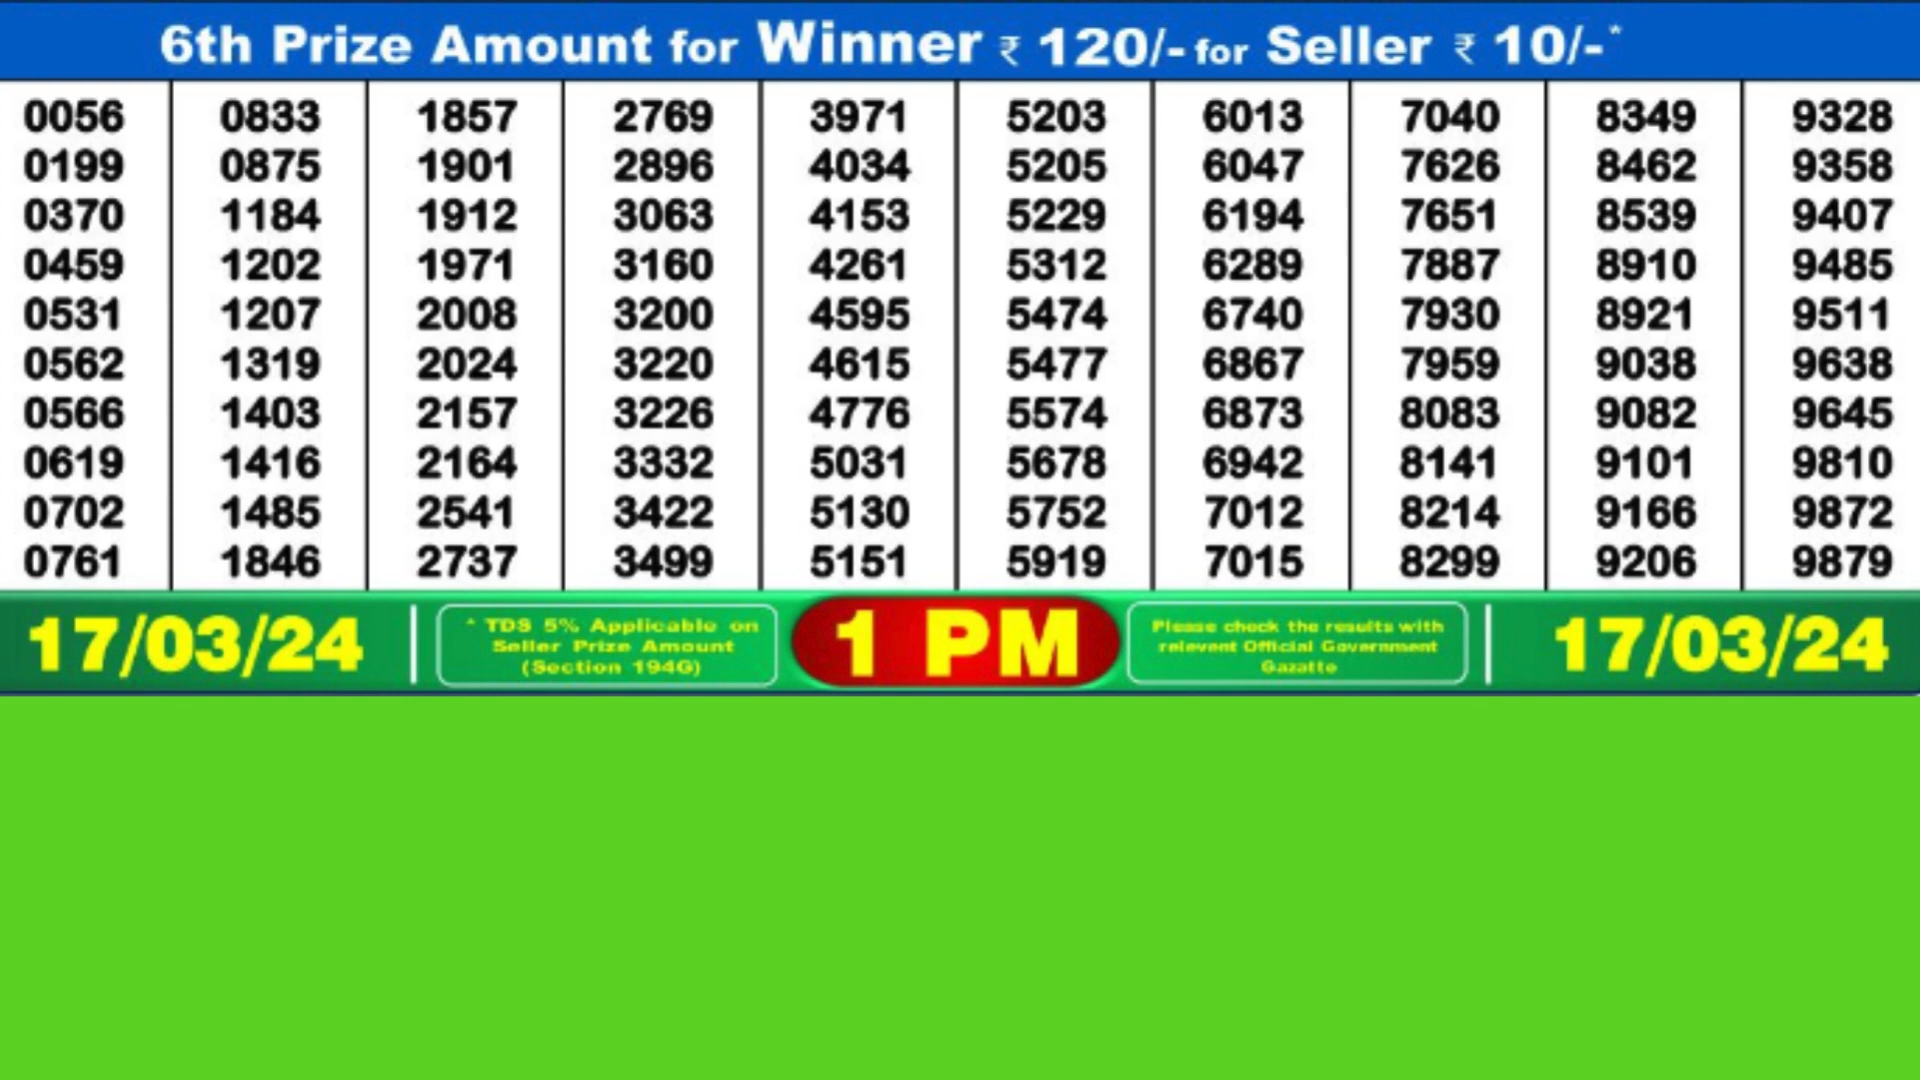 6th Prize Amount for Winner ₹ 120/- for Seller ₹ 10/-*
0056 0833 1857 2769 3971 5203 6013 7040 8349 9328
0199 0875 1901 2896 4034 5205 6047 7626 8462 9358
0370 1184 1912 3063 4153 5229 6194 7651 8539 9407
0459 1202 1971 3160 4261 5312 6289 7887 8910 9485
0531 1207 2008 3200 4595 5474 6740 7930 8921 9511
0562 1319 2024 3220 4615 5477 6867 7959 9038 9638
0566 1403 2157 3226 4776 5574 6873 8083 9082 9645
0619 1416 2164 3332 5031 5678 6942 8141 9101 9810
0702 1485 2541 3422 5130 5752 7012 8214 9166 9872
0761 1846 2737 3499 5151 5919 7015 8299 9206 9879
17/03/24
* TDS 5% Applicable on
Seller Prize Amount
(Section 194G)
1 PM
Please check the results with
relevent Official Government
Gazatte
17/03/24